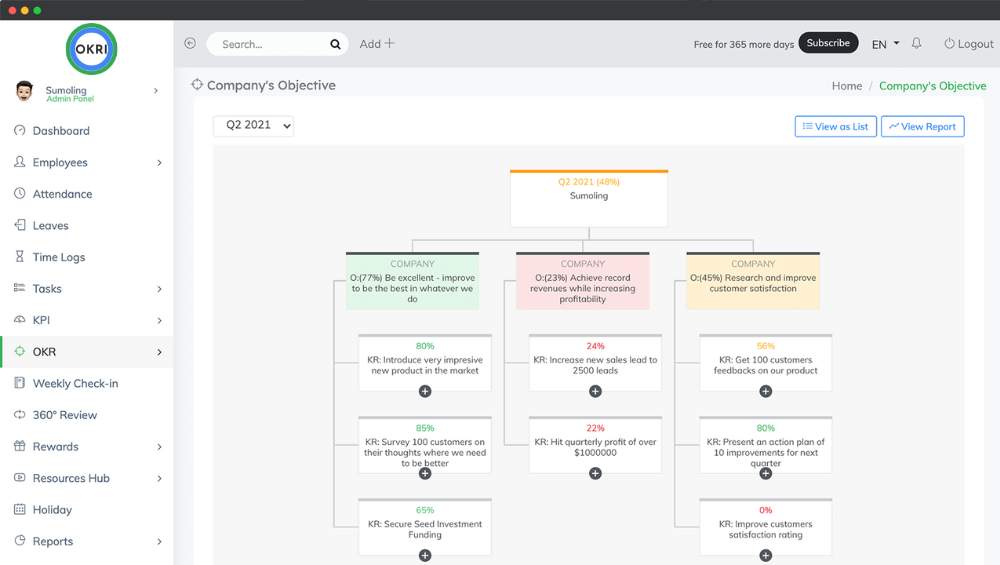 OKRI
Search...
Add
Free for 365 more days
Subscribe
EN
Logout
Sumoling
Admin Panel
Dashboard
Employees
Attendance
Leaves
Time Logs
Tasks
KPI
OKR
Weekly Check-in
360° Review
Rewards
Resources Hub
Holiday
Reports
Company's Objective
Home / Company's Objective
Q2 2021
View as List
View Report
Q2 2021 (48%)
Sumoling
COMPANY
O:(77%) Be excellent - improve
to be the best in whatever we
do
80%
KR: Introduce very impresive
new product in the market
85%
KR: Survey 100 customers on
their thoughts where we need
to be better
65%
KR: Secure Seed Investment
Funding
COMPANY
O:(23%) Achieve record
revenues while increasing
profitability
24%
KR: Increase new sales lead to
2500 leads
22%
KR: Hit quarterly profit of over
$1000000
COMPANY
O:(45%) Research and improve
customer satisfaction
56%
KR: Get 100 customers
feedbacks on our product
80%
KR: Present an action plan of
10 improvements for next
quarter
0%
KR: Improve customers
satisfaction rating